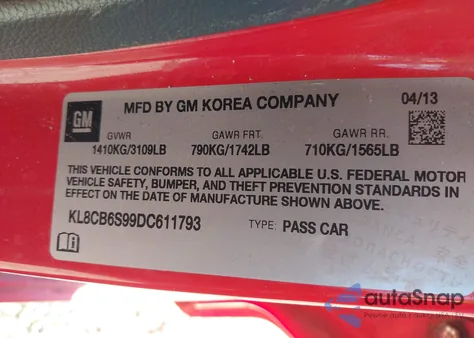 GM
MFD BY GM KOREA COMPANY
04/13
GVWR
GAWR FRT.
GAWR RR.
1410KG/3109LB
790KG/1742LB
710KG/1565LB
THIS VEHICLE CONFORMS TO ALL APPLICABLE U.S. FEDERAL MOTOR
VEHICLE SAFETY, BUMPER, AND THEFT PREVENTION STANDARDS IN
EFFECT ON THE DATE OF MANUFACTURE SHOWN ABOVE.
KL8CB6S99DC611793
TYPE: PASS CAR
autoSnap